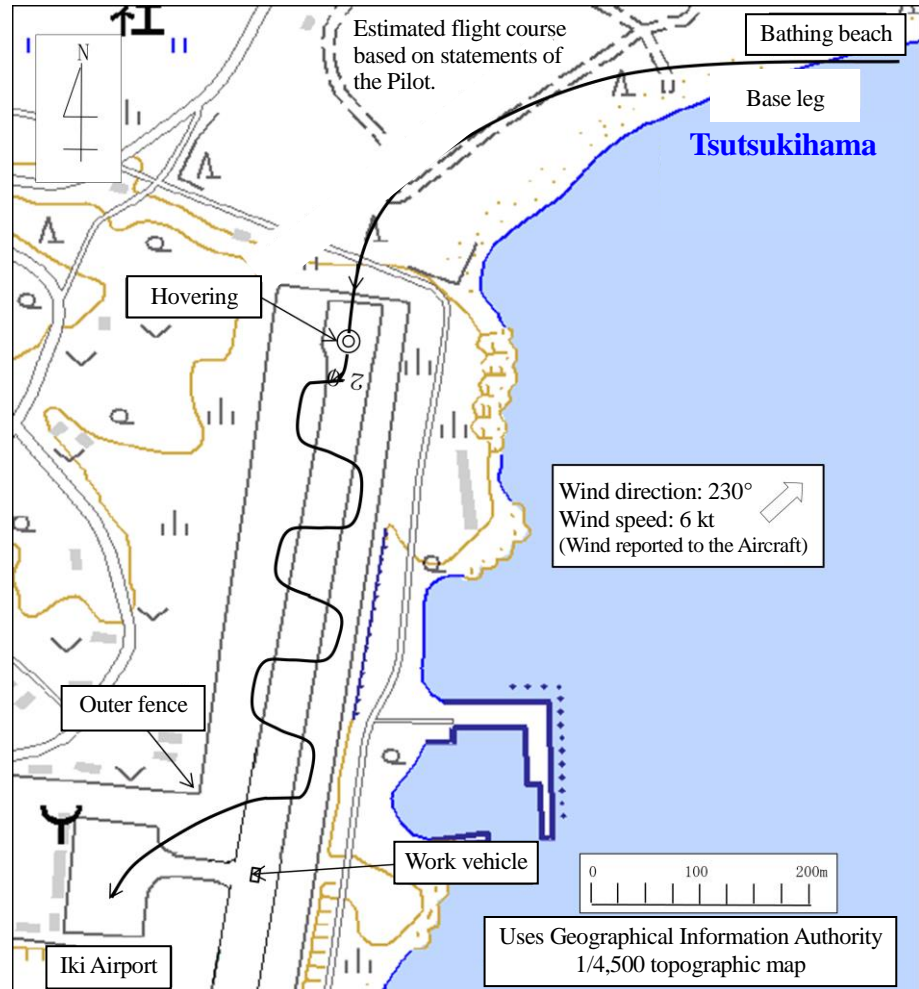 社
N
Estimated flight course
based on statements of
the Pilot.
Bathing beach
Base leg
Tsutsukihama
Hovering
2
Wind direction: 230°
Wind speed: 6 kt
(Wind reported to the Aircraft)
Outer fence
Work vehicle
0 100 200m
Iki Airport
Uses Geographical Information Authority
1/4,500 topographic map